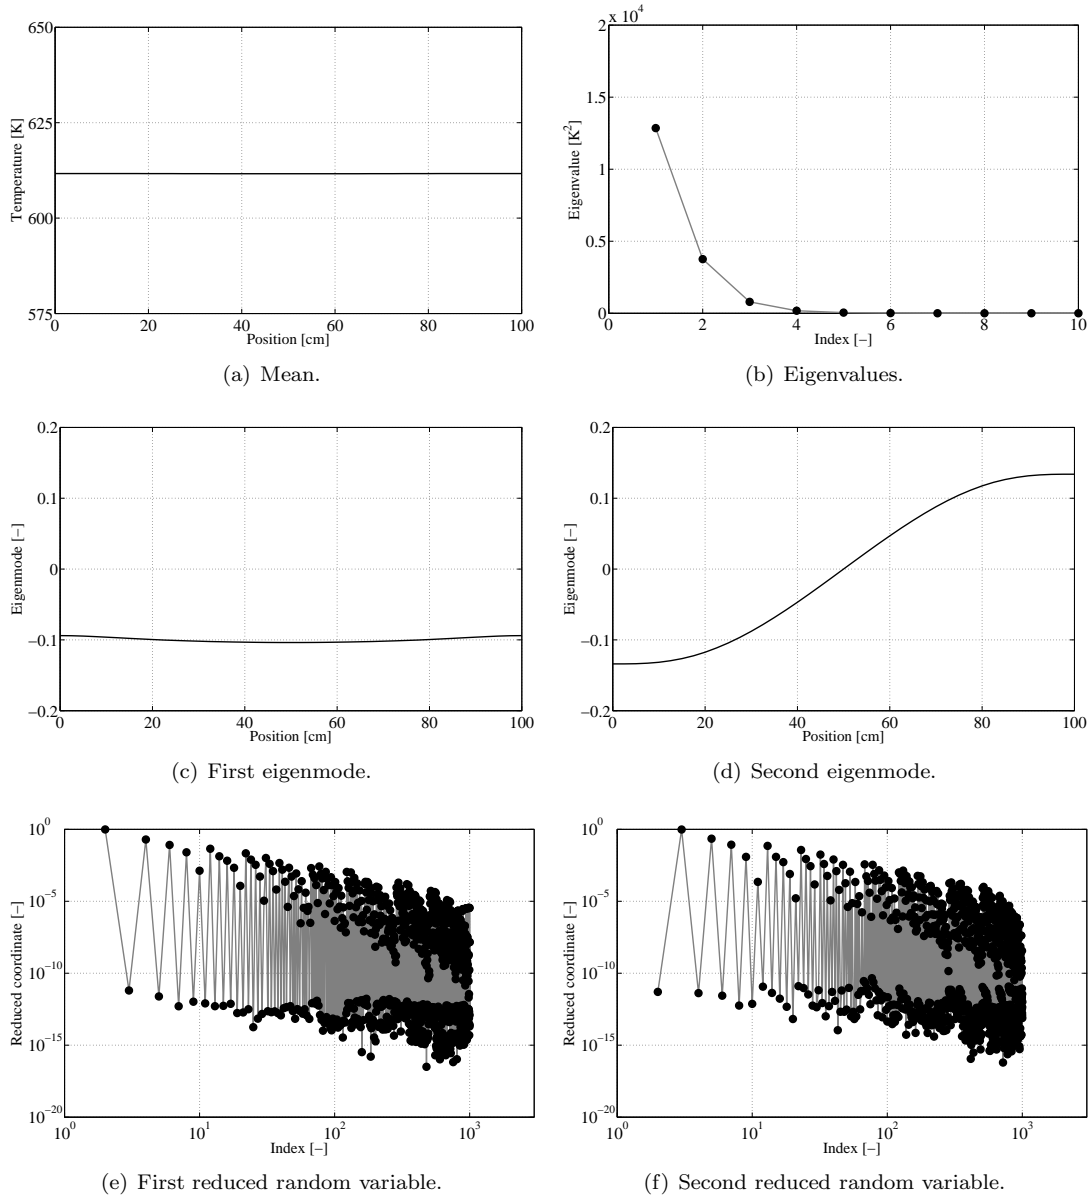 650
625
600
575
Temperature [K]
0 20 40 60 80 100
Position [cm]
(a) Mean.
2 x 10^4
1.5
1
0.5
0
Eigenvalue [K^2]
0 2 4 6 8 10
Index [–]
(b) Eigenvalues.
0.2
0.1
0
–0.1
–0.2
Eigenmode [–]
0 20 40 60 80 100
Position [cm]
(c) First eigenmode.
0.2
0.1
0
–0.1
–0.2
Eigenmode [–]
0 20 40 60 80 100
Position [cm]
(d) Second eigenmode.
10^0
10^–5
10^–10
10^–15
10^–20
Reduced coordinate [–]
10^0 10^1 10^2 10^3
Index [–]
(e) First reduced random variable.
10^0
10^–5
10^–10
10^–15
10^–20
Reduced coordinate [–]
10^0 10^1 10^2 10^3
Index [–]
(f) Second reduced random variable.